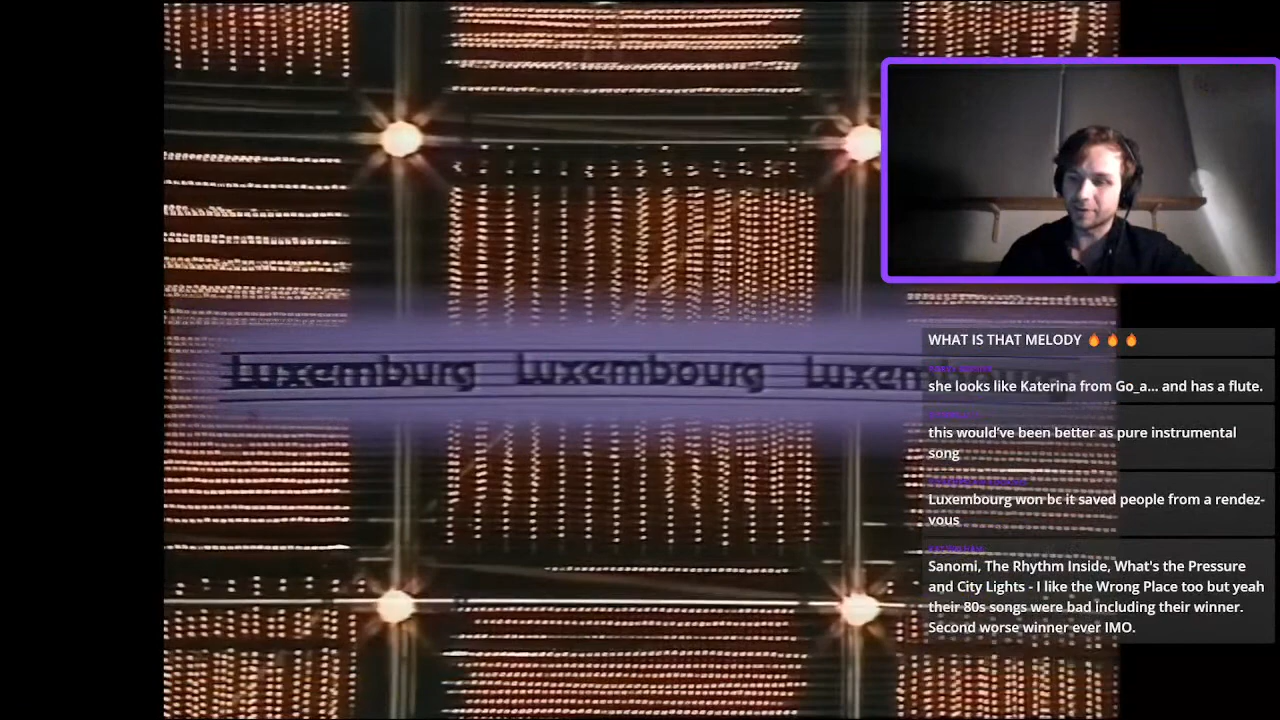 Luxemburg Luxembourg Luxem
WHAT IS THAT MELODY 🔥🔥🔥
she looks like Katerina from Go_a... and has a flute.
this would've been better as pure instrumental
song
Luxembourg won bc it saved people from a rendez-
vous
Sanomi, The Rhythm Inside, What's the Pressure
and City Lights - I like the Wrong Place too but yeah
their 80s songs were bad including their winner.
Second worse winner ever IMO.